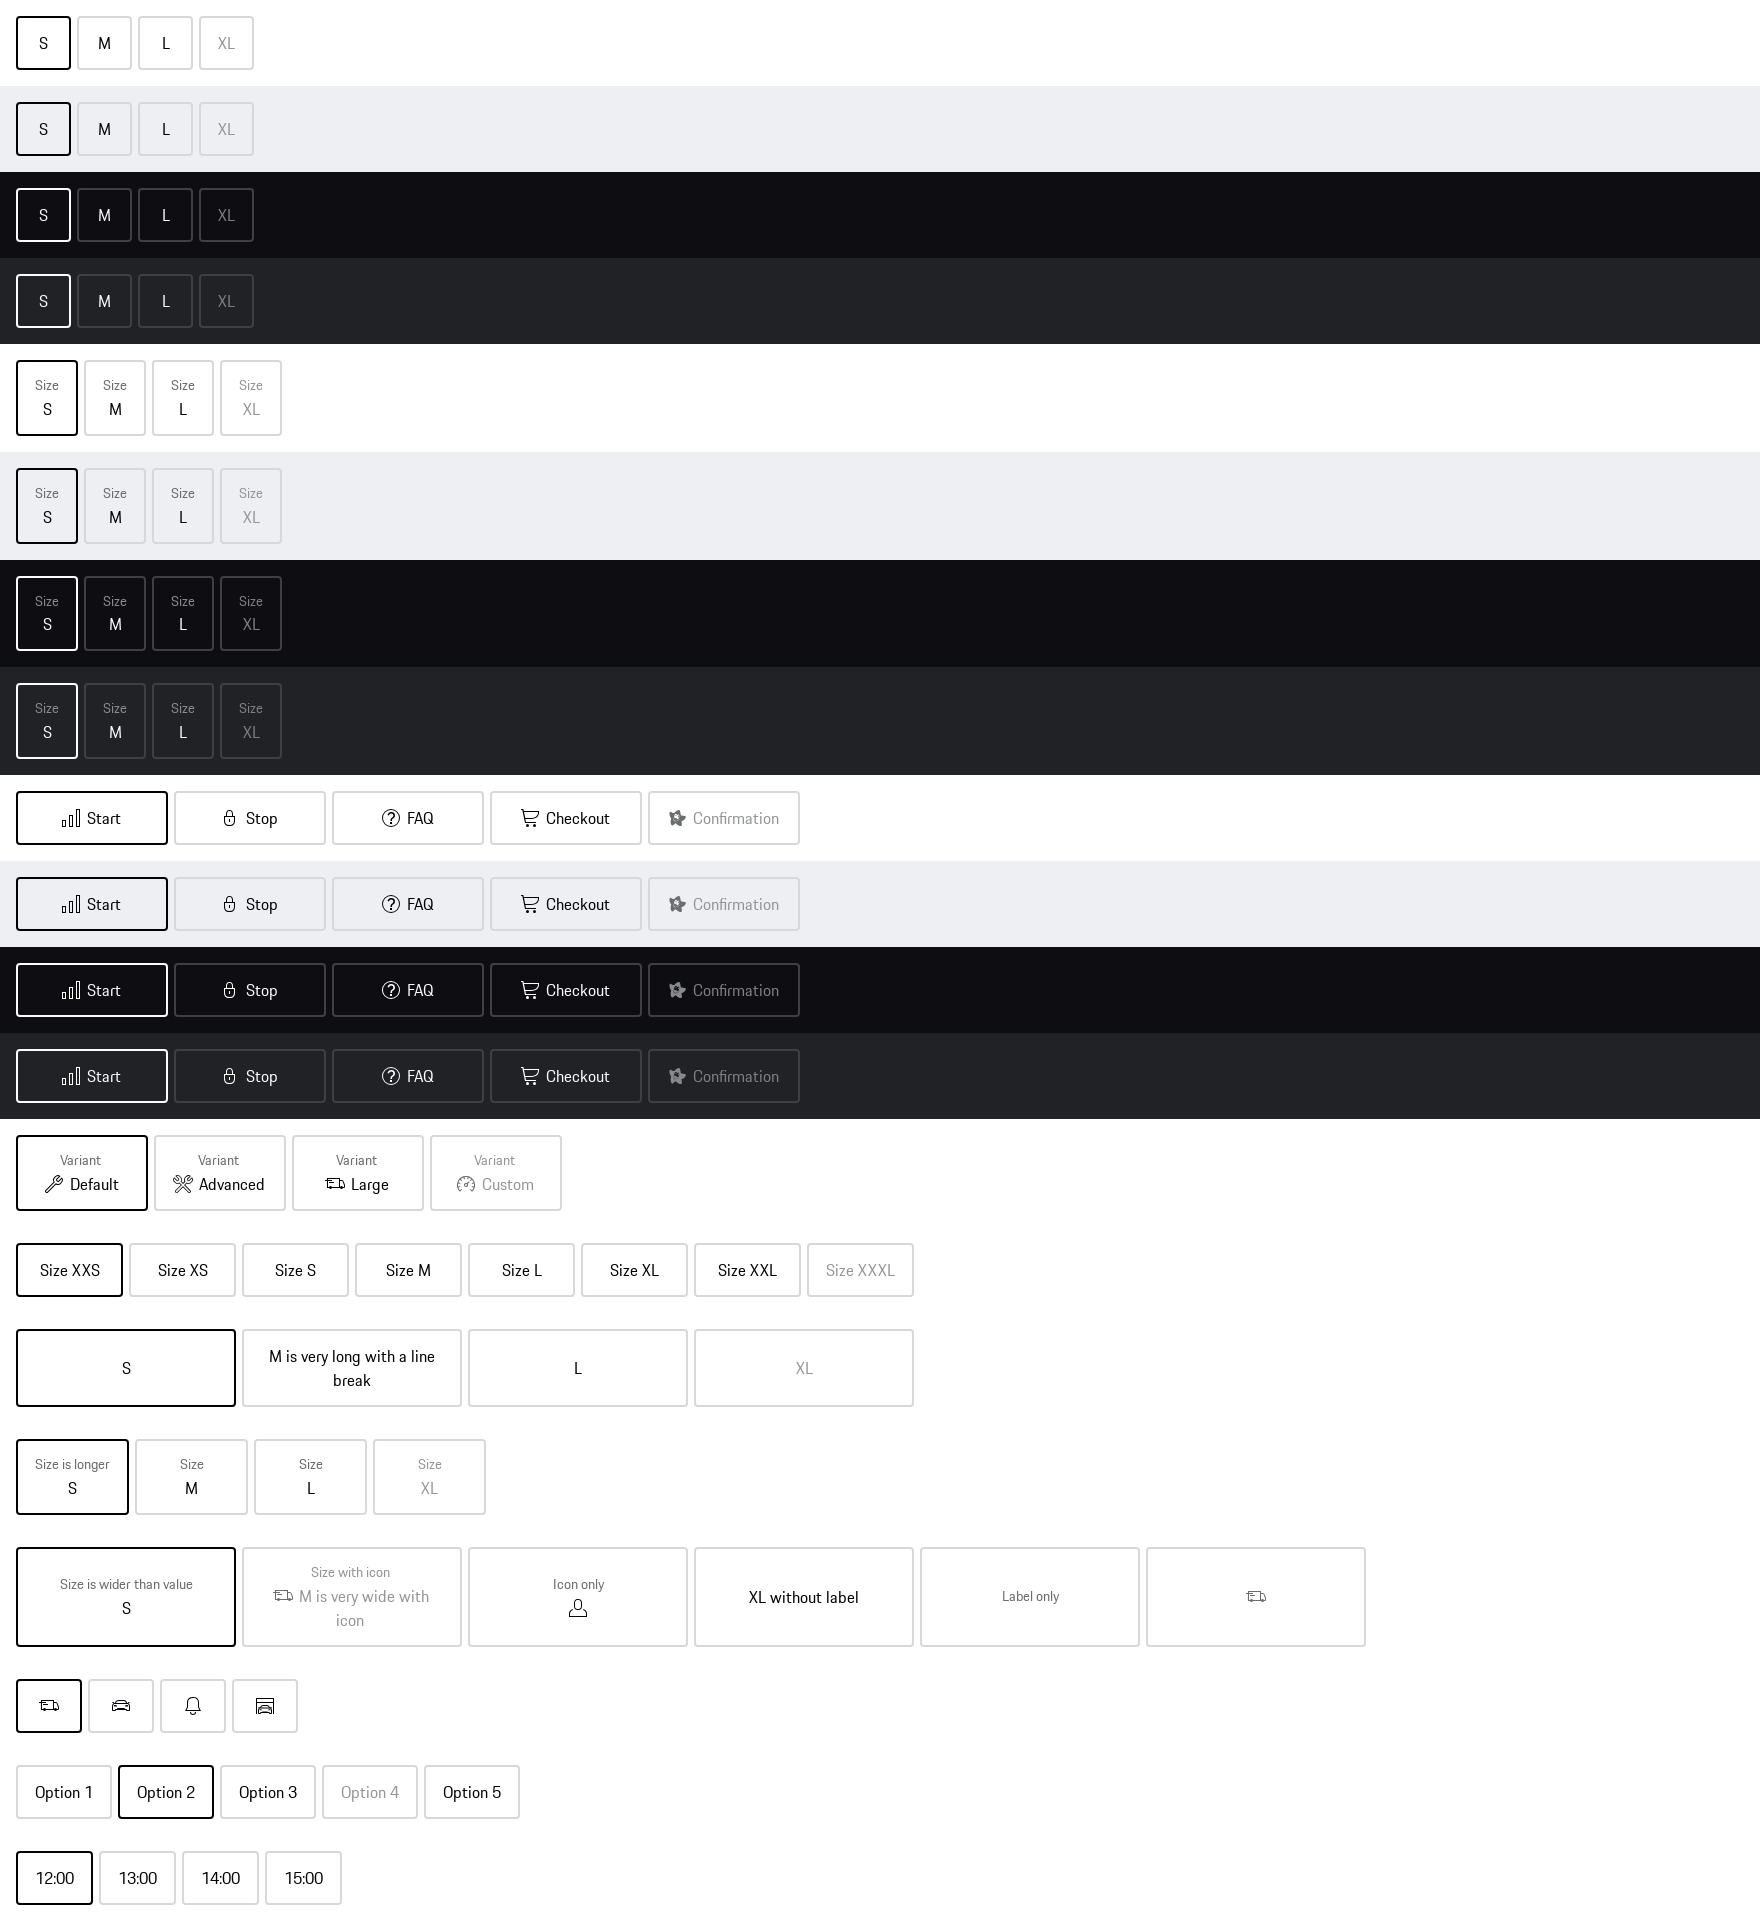 S M L XL
S M L XL
S M L XL
S M L XL
Size Size Size Size
S M L XL
Size Size Size Size
S M L XL
Size Size Size Size
S M L XL
Size Size Size Size
S M L XL
Start Stop FAQ Checkout Confirmation
Start Stop FAQ Checkout Confirmation
Start Stop FAQ Checkout Confirmation
Start Stop FAQ Checkout Confirmation
Variant Variant Variant Variant
Default Advanced Large Custom
Size XXS Size XS Size S Size M Size L Size XL Size XXL Size XXXL
S
M is very long with a line
break
L
XL
Size is longer Size Size Size
S M L XL
Size is wider than value
S
Size with icon
M is very wide with
icon
Icon only
XL without label
Label only
Option 1 Option 2 Option 3 Option 4 Option 5
12:00 13:00 14:00 15:00